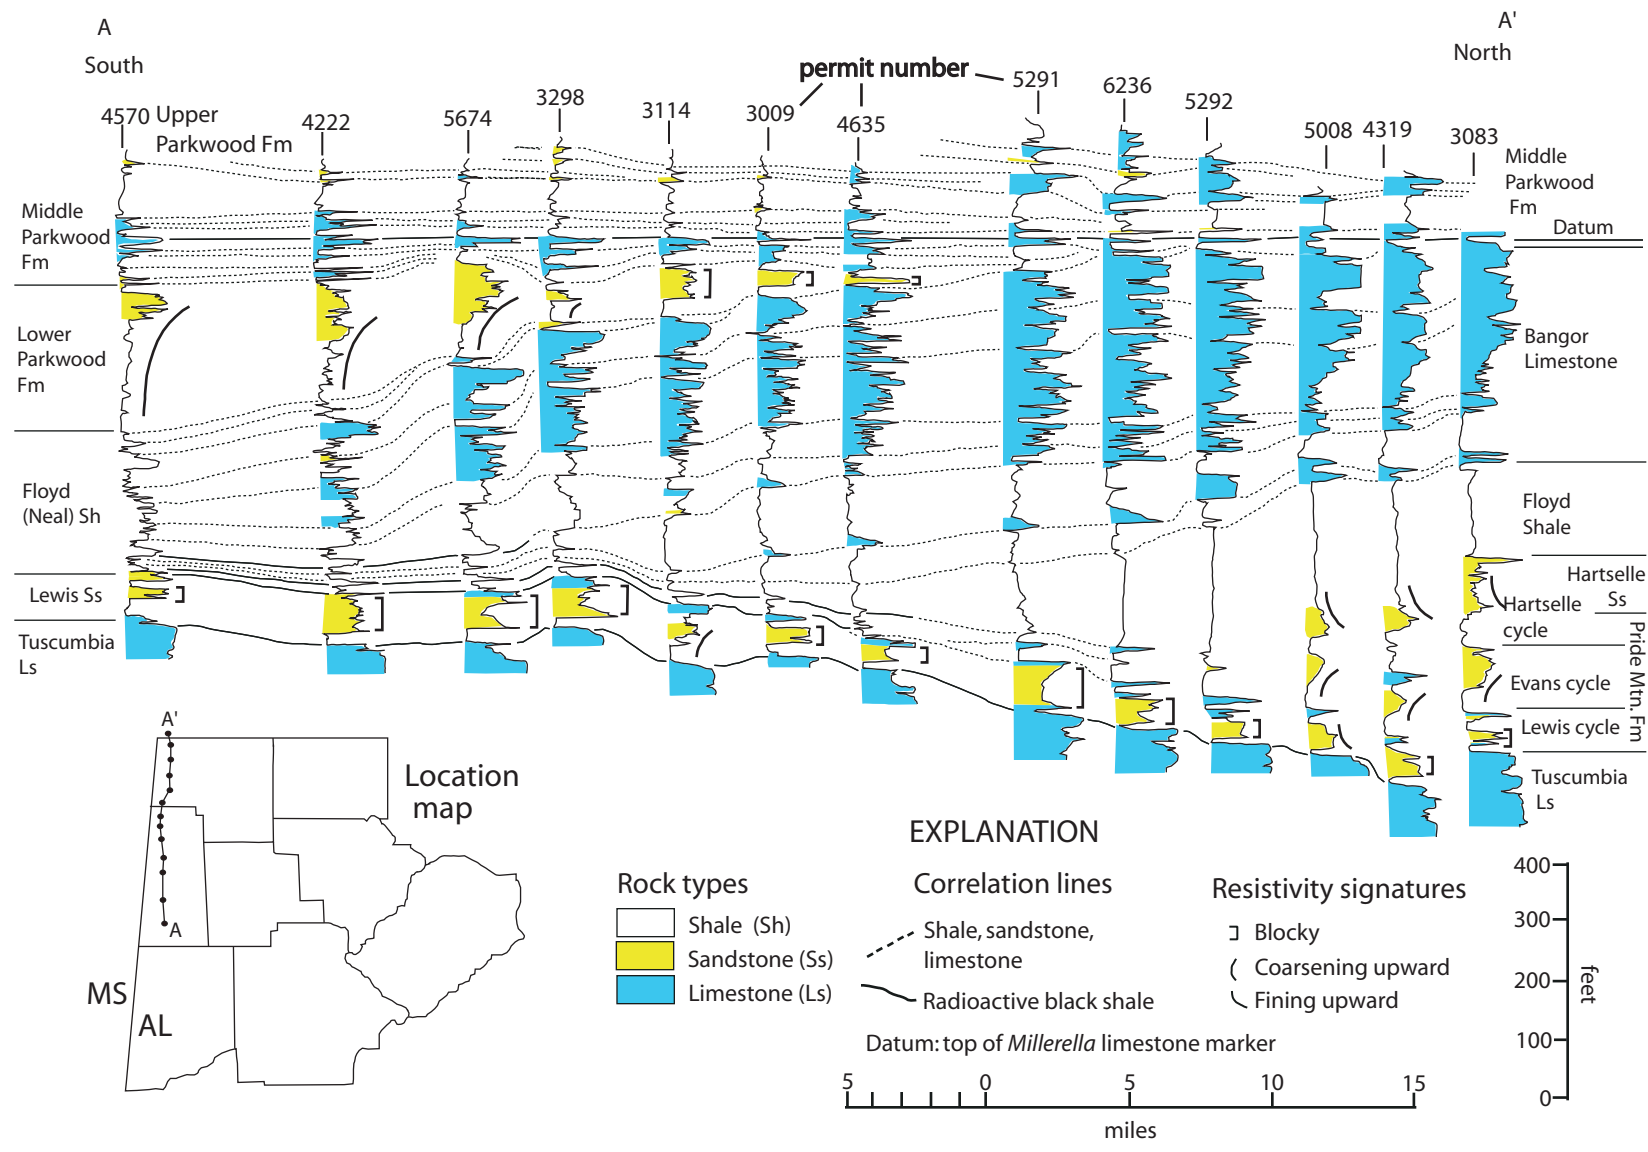 A
A'
South
North
permit number
4570
Upper
Parkwood Fm
4222
5674
3298
3114
3009
4635
5291
6236
5292
5008
4319
3083
Middle
Parkwood
Fm
Lower
Parkwood
Fm
Floyd
(Neal) Sh
Lewis Ss
Tuscumbia
Ls
Middle
Parkwood
Fm
Datum
Bangor
Limestone
Floyd
Shale
Hartselle
Ss
Hartselle
cycle
Evans cycle
Lewis cycle
Pride Mtn. Fm
Tuscumbia
Ls
A'
A
MS
AL
Location
map
EXPLANATION
Rock types
Shale (Sh)
Sandstone (Ss)
Limestone (Ls)
Correlation lines
Shale, sandstone,
limestone
Radioactive black shale
Resistivity signatures
Blocky
Coarsening upward
Fining upward
Datum: top of Millerella limestone marker
5 0 5 10 15
miles
400
300
200
100
0
feet